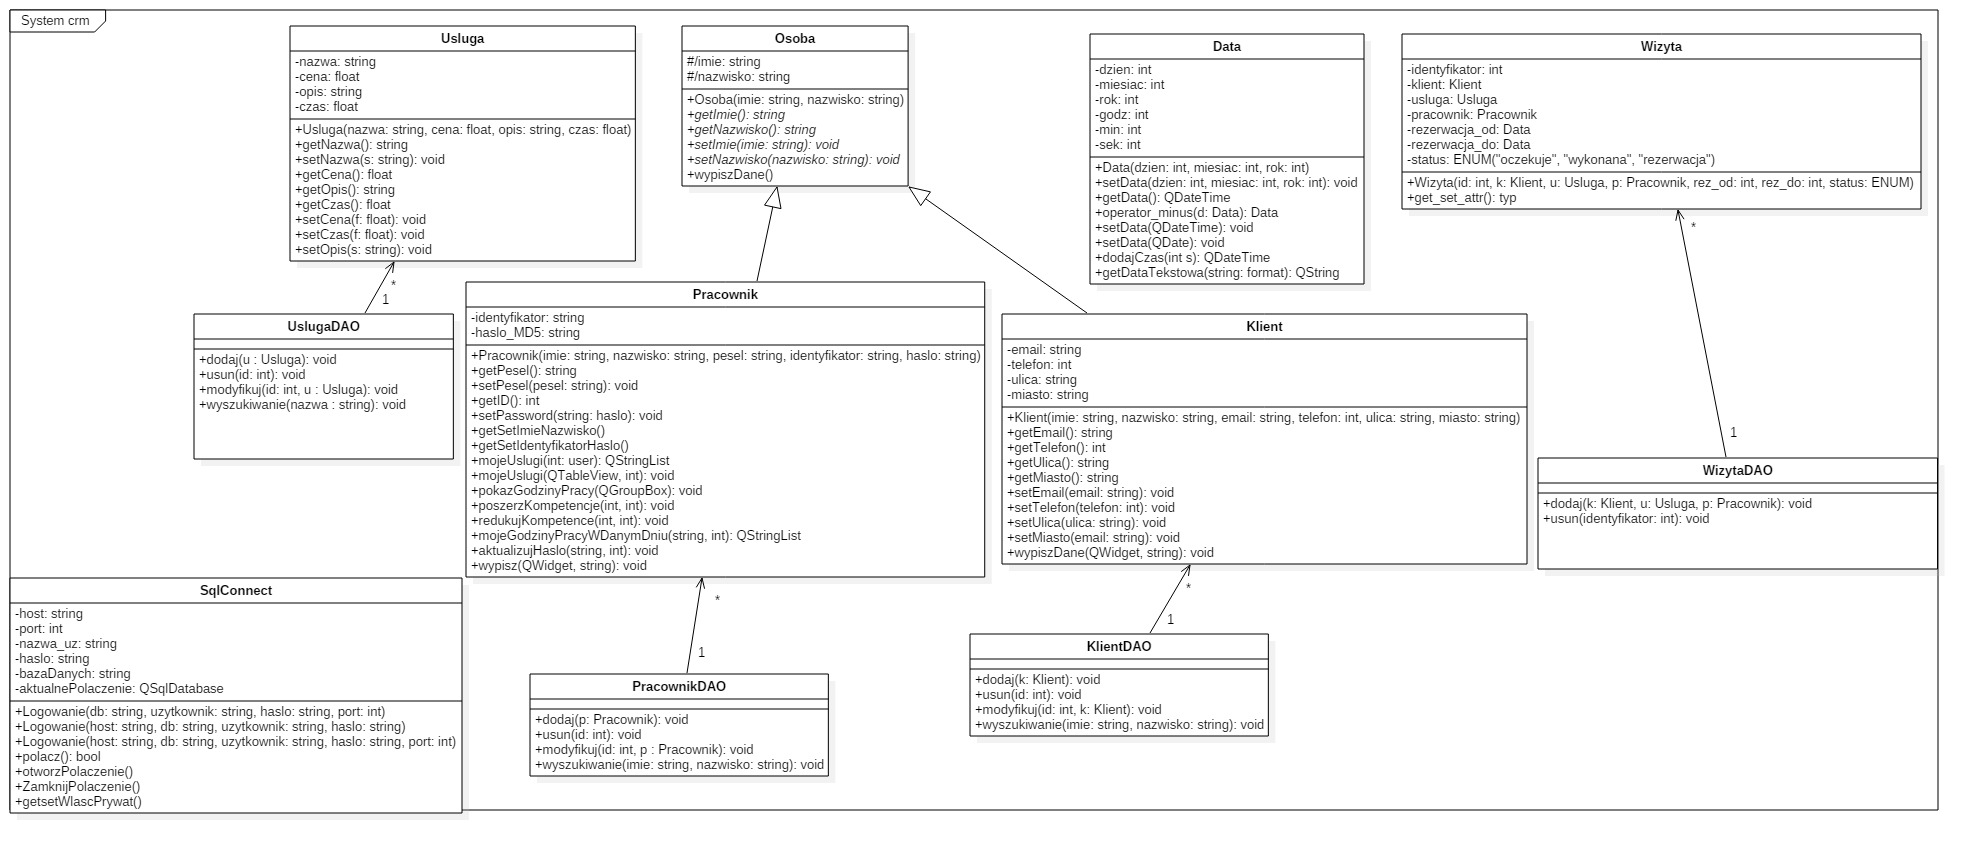 System crm
Usluga
-nazwa: string
-cena: float
-opis: string
-czas: float
+Usluga(nazwa: string, cena: float, opis: string, czas: float)
+getNazwa(): string
+setNazwa(s: string): void
+getCena(): float
+getOpis(): string
+getCzas(): float
+setCena(f: float): void
+setCzas(f: float): void
+setOpis(s: string): void
Osoba
#/imie: string
#/nazwisko: string
+Osoba(imie: string, nazwisko: string)
+getImie(): string
+getNazwisko(): string
+setImie(imie: string): void
+setNazwisko(nazwisko: string): void
+wypiszDane()
Data
-dzien: int
-miesiac: int
-rok: int
-godz: int
-min: int
-sek: int
+Data(dzien: int, miesiac: int, rok: int)
+setData(dzien: int, miesiac: int, rok: int): void
+getData(): QDateTime
+operator_minus(d: Data): Data
+setData(QDateTime): void
+setData(QDate): void
+dodajCzas(int s): QDateTime
+getDataTekstowa(string: format): QString
Wizyta
-identyfikator: int
-klient: Klient
-usluga: Usluga
-pracownik: Pracownik
-rezerwacja_od: Data
-rezerwacja_do: Data
-status: ENUM("oczekuje", "wykonana", "rezerwacja")
+Wizyta(id: int, k: Klient, u: Usluga, p: Pracownik, rez_od: int, rez_do: int, status: ENUM)
+get_set_attr(): typ
*
1
UslugaDAO
+dodaj(u : Usluga): void
+usun(id: int): void
+modyfikuj(id: int, u : Usluga): void
+wyszukiwanie(nazwa : string): void
Pracownik
-identyfikator: string
-haslo_MD5: string
+Pracownik(imie: string, nazwisko: string, pesel: string, identyfikator: string, haslo: string)
+getPesel(): string
+setPesel(pesel: string): void
+getID(): int
+setPassword(string: haslo): void
+getSetImieNazwisko()
+getSetIdentyfikatorHaslo()
+mojeUslugi(int: user): QStringList
+mojeUslugi(QTableView, int): void
+pokazGodzinyPracy(QGroupBox): void
+poszerzKompetencje(int, int): void
+redukujKompetence(int, int): void
+mojeGodzinyPracyWDanymDniu(string, int): QStringList
+aktualizujHaslo(string, int): void
+wypisz(QWidget, string): void
Klient
-email: string
-telefon: int
-ulica: string
-miasto: string
+Klient(imie: string, nazwisko: string, email: string, telefon: int, ulica: string, miasto: string)
+getEmail(): string
+getTelefon(): int
+getUlica(): string
+getMiasto(): string
+setEmail(email: string): void
+setTelefon(telefon: int): void
+setUlica(ulica: string): void
+setMiasto(email: string): void
+wypiszDane(QWidget, string): void
*
1
WizytaDAO
+dodaj(k: Klient, u: Usluga, p: Pracownik): void
+usun(identyfikator: int): void
SqlConnect
-host: string
-port: int
-nazwa_uz: string
-haslo: string
-bazaDanych: string
-aktualnePolaczenie: QSqlDatabase
+Logowanie(db: string, uzytkownik: string, haslo: string, port: int)
+Logowanie(host: string, db: string, uzytkownik: string, haslo: string)
+Logowanie(host: string, db: string, uzytkownik: string, haslo: string, port: int)
+polacz(): bool
+otworzPolaczenie()
+ZamknijPolaczenie()
+getsetWlascPrywat()
*
1
PracownikDAO
+dodaj(p: Pracownik): void
+usun(id: int): void
+modyfikuj(id: int, p : Pracownik): void
+wyszukiwanie(imie: string, nazwisko: string): void
*
1
KlientDAO
+dodaj(k: Klient): void
+usun(id: int): void
+modyfikuj(id: int, k: Klient): void
+wyszukiwanie(imie: string, nazwisko: string): void